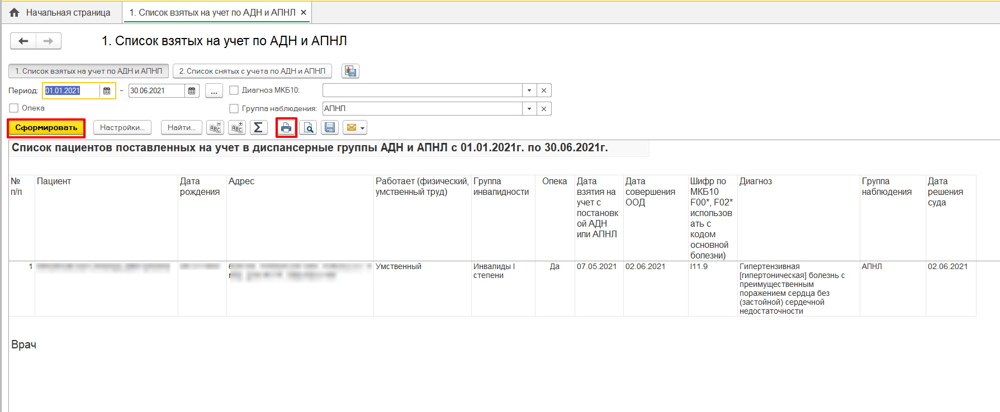 Начальная страница
1. Список взятых на учет по АДН и АПНЛ ×
1. Список взятых на учет по АДН и АПНЛ
1. Список взятых на учет по АДН и АПНЛ
2. Список снятых с учета по АДН и АПНЛ
Период: 01.01.2021 - 30.06.2021 ...
Диагноз МКБ10:
Опека
Группа наблюдения: АПНЛ
Сформировать
Настройки...
Найти...
Список пациентов поставленных на учет в диспансерные группы АДН и АПНЛ с 01.01.2021г. по 30.06.2021г.
№
п/п
Пациент
Дата
рождения
Адрес
Работает (физический,
умственный труд)
Группа
инвалидности
Опека
Дата
взятия на
учет с
постановк
ой АДН
или АПНЛ
Дата
совершения
ООД
Шифр по
МКБ10
F00*, F02*
использов
ать с
кодом
основной
болезни)
Диагноз
Группа
наблюдения
Дата
решения
суда
1
Умственный
Инвалиды I
степени
Да
07.05.2021
02.06.2021
I11.9
Гипертензивная
[гипертоническая] болезнь с
преимущественным
поражением сердца без
(застойной) сердечной
недостаточности
АПНЛ
02.06.2021
Врач